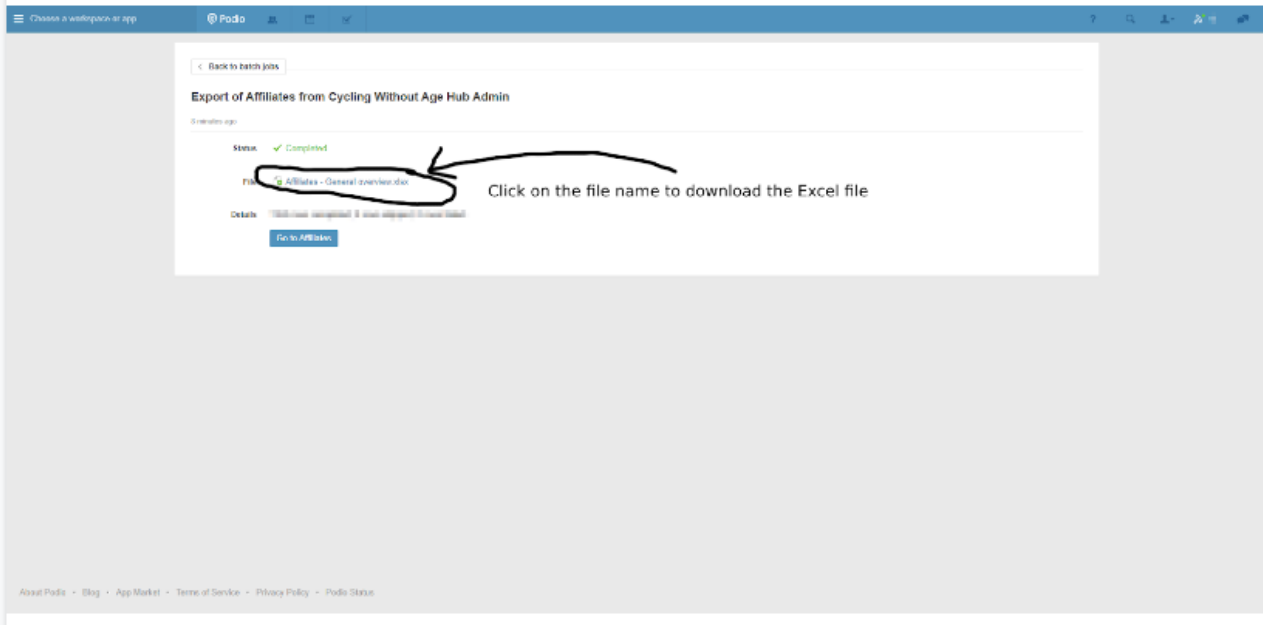 Choose a workspace or app
Podio
?
Back to batch jobs
Export of Affiliates from Cycling Without Age Hub Admin
minutes ago
Status Completed
File Affiliates - General overview.xlsx
Click on the file name to download the Excel file
Details
Go to Affiliates
About Podio • Blog • App Market • Terms of Service • Privacy Policy • Podio Status